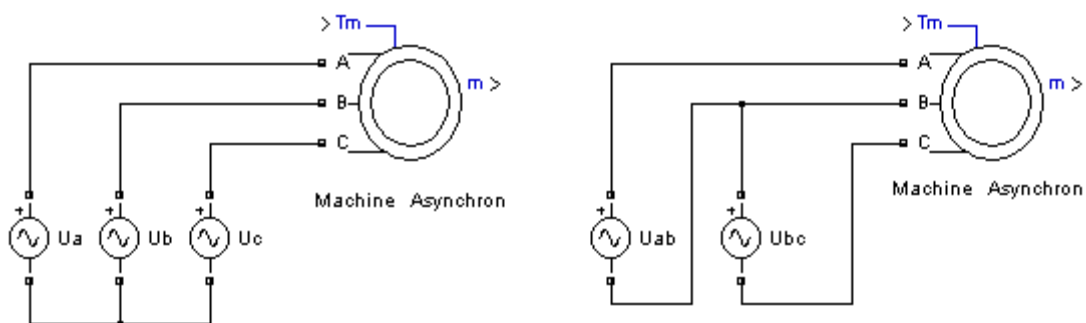 > Tm
A
m >
B
C
Machine Asynchron
+ Ua
+ Ub
+ Uc
> Tm
A
m >
B
C
Machine Asynchron
+ Uab
+ Ubc